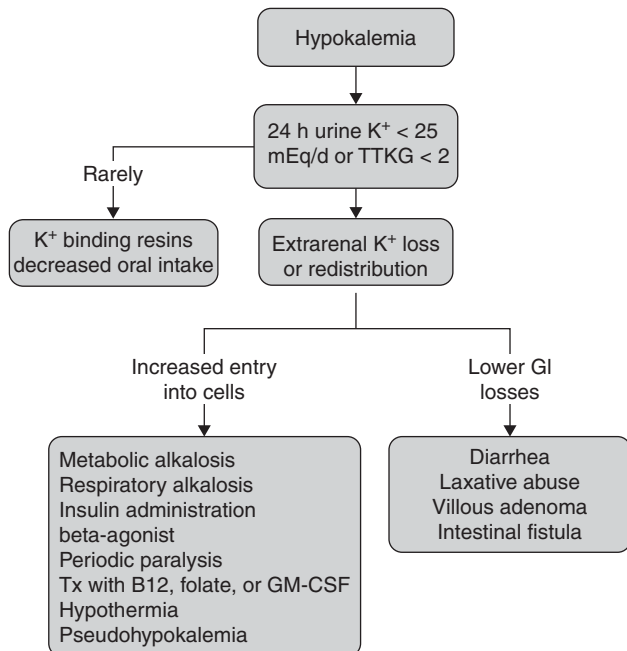 Hypokalemia
24 h urine K⁺ < 25
mEq/d or TTKG < 2
Rarely
K⁺ binding resins
decreased oral intake
Extrarenal K⁺ loss
or redistribution
Increased entry
into cells
Lower GI
losses
Metabolic alkalosis
Respiratory alkalosis
Insulin administration
beta-agonist
Periodic paralysis
Tx with B12, folate, or GM-CSF
Hypothermia
Pseudohypokalemia
Diarrhea
Laxative abuse
Villous adenoma
Intestinal fistula